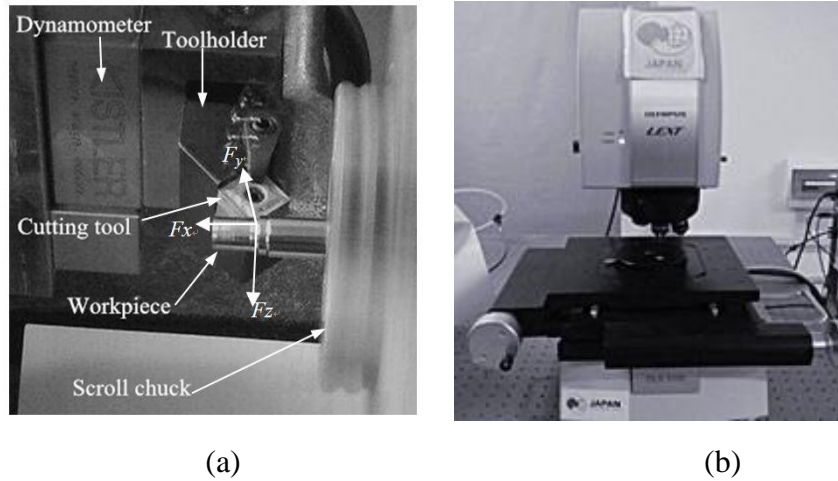 Dynamometer
Toolholder
KISTLER
Fy
Cutting tool
Fx
Workpiece
Fz
Scroll chuck
JAPAN
OLYMPUS
LEXT
JAPAN
(a)
(b)